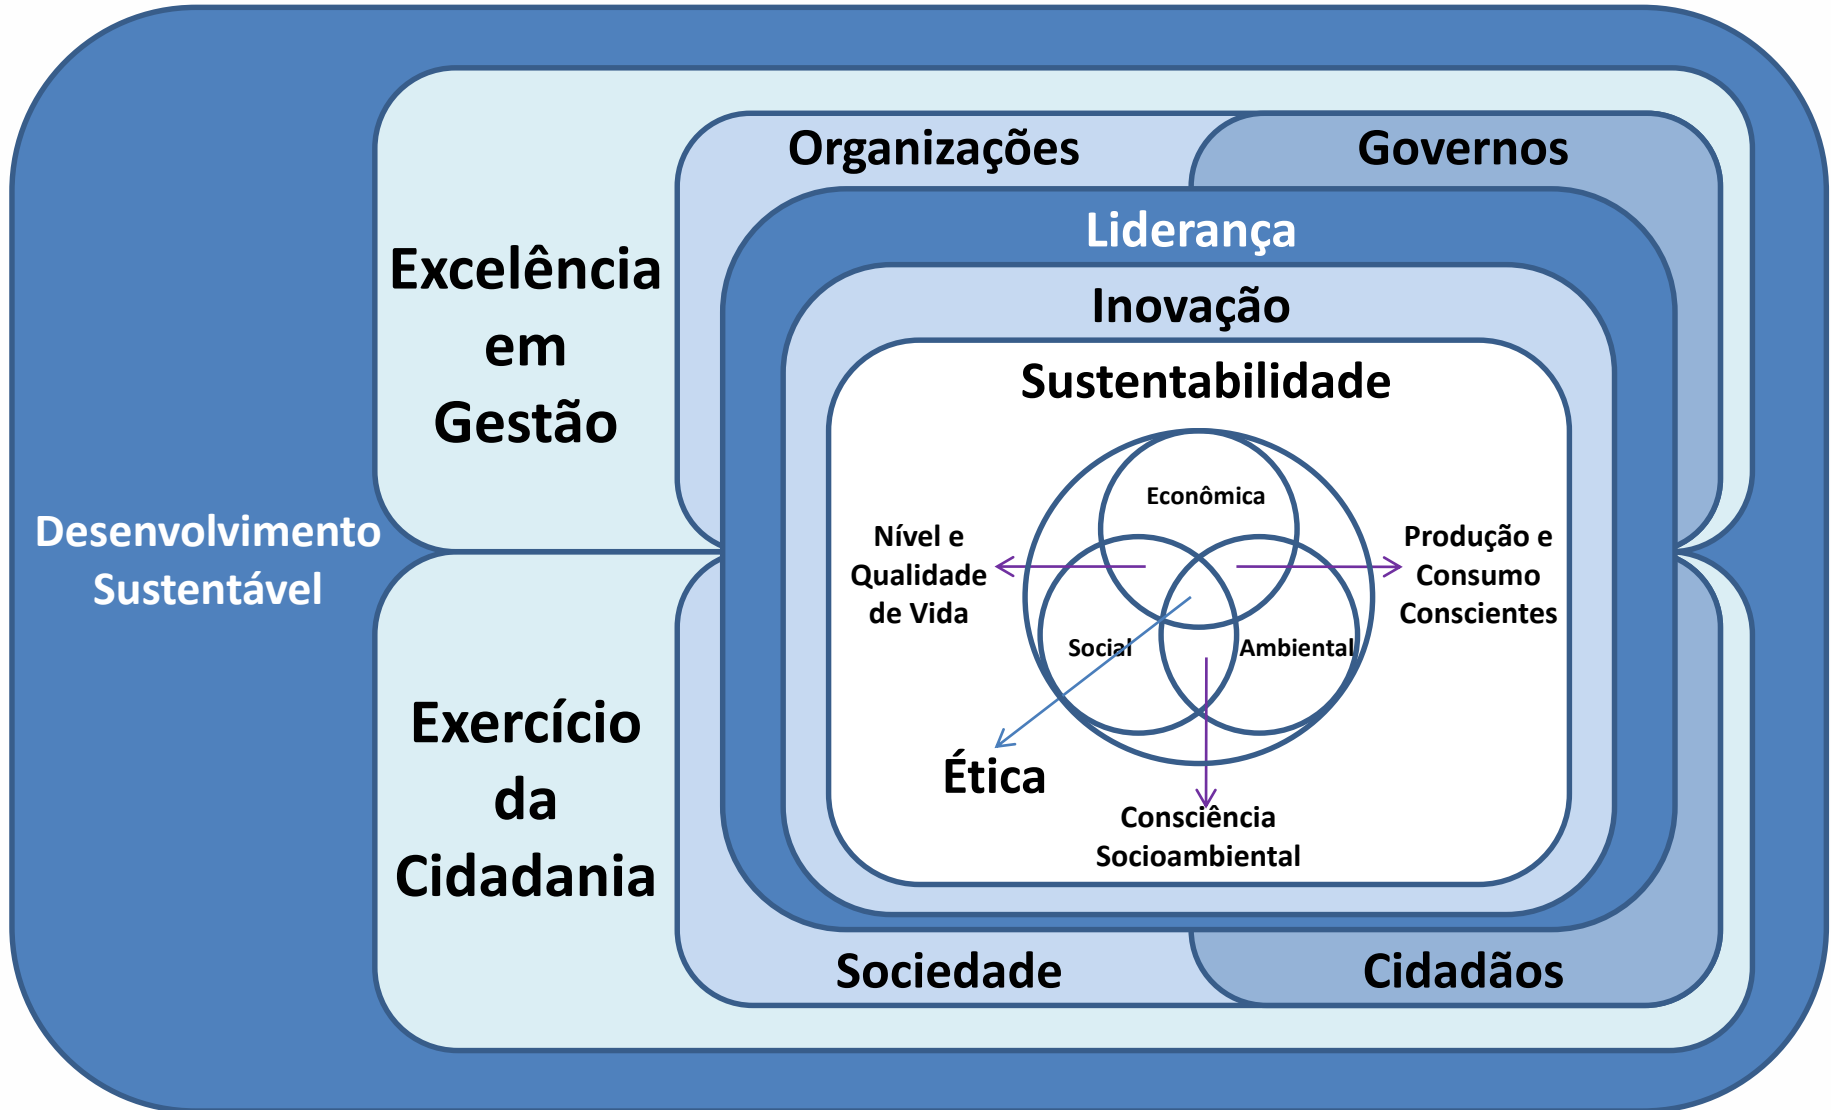 Organizações
Governos
Liderança
Inovação
Sustentabilidade
Excelência
em
Gestão
Desenvolvimento
Sustentável
Exercício
da
Cidadania
Econômica
Nível e
Qualidade
de Vida
Produção e
Consumo
Conscientes
Social
Ambiental
Ética
Consciência
Socioambiental
Sociedade
Cidadãos